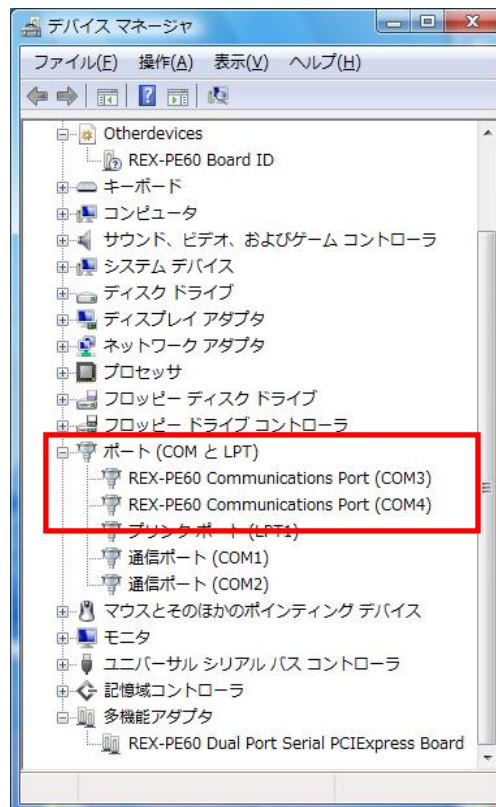 デバイス マネージャ
ファイル(F) 操作(A) 表示(V) ヘルプ(H)
Otherdevices
REX-PE60 Board ID
キーボード
コンピュータ
サウンド、ビデオ、およびゲーム コントローラ
システム デバイス
ディスク ドライブ
ディスプレイ アダプタ
ネットワーク アダプタ
プロセッサ
フロッピー ディスク ドライブ
フロッピー ドライブ コントローラ
ポート (COM と LPT)
REX-PE60 Communications Port (COM3)
REX-PE60 Communications Port (COM4)
プリンタ ポート (LPT1)
通信ポート (COM1)
通信ポート (COM2)
マウスとそのほかのポインティング デバイス
モニタ
ユニバーサル シリアル バス コントローラ
記憶域コントローラ
多機能アダプタ
REX-PE60 Dual Port Serial PCIExpress Board